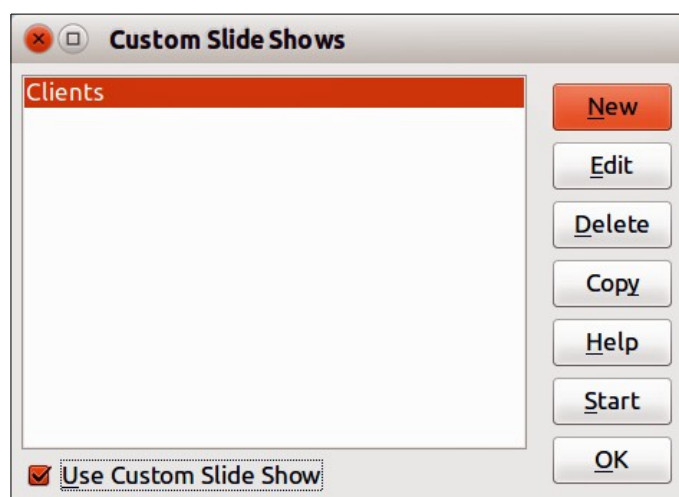 Custom Slide Shows
Clients
New
Edit
Delete
Copy
Help
Start
OK
Use Custom Slide Show